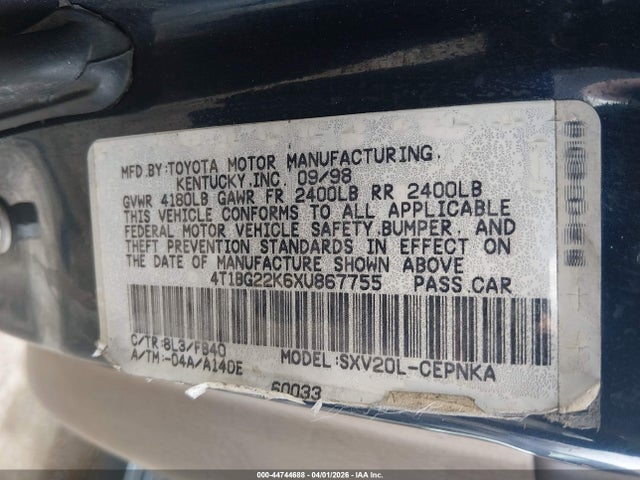 MFD BY: TOYOTA MOTOR MANUFACTURING,
KENTUCKY, INC 09/98
GVWR 4180LB GAWR FR 2400LB RR 2400LB
THIS VEHICLE CONFORMS TO ALL APPLICABLE
FEDERAL MOTOR VEHICLE SAFETY, BUMPER, AND
THEFT PREVENTION STANDARDS IN EFFECT ON
THE DATE OF MANUFACTURE SHOWN ABOVE
4T1BG22K6XU867755 PASS.CAR
C/TR:8L3/FB40 MODEL:SXV20L-CEPNKA
A/TM:-04A/A140E
60033
000-44744688 | 04/01/2026 | IAAI, Inc.